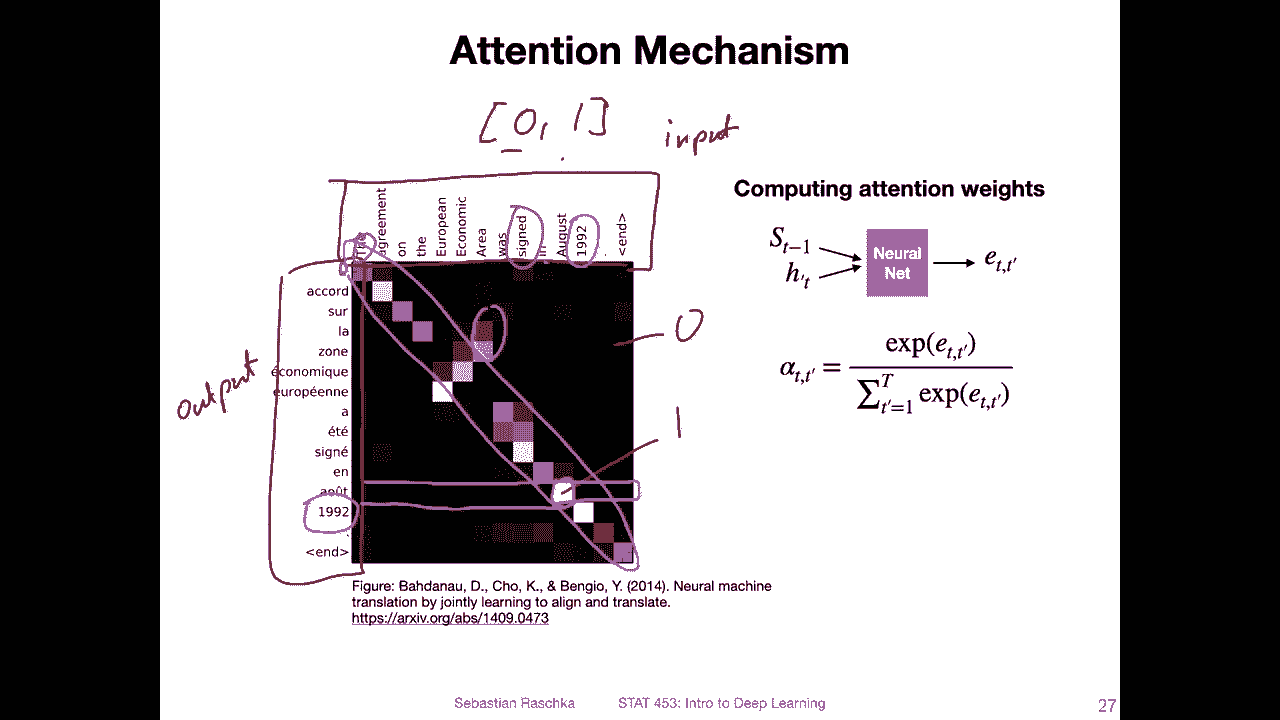 Attention Mechanism
[0, 1]
input
agreement
on
the
European
Economic
Area
was
signed
in
August
1992
.
<end>
output
accord
sur
la
zone
économique
européenne
a
été
signé
en
août
1992
.
<end>
0
1
Figure: Bahdanau, D., Cho, K., & Bengio, Y. (2014). Neural machine
translation by jointly learning to align and translate.
https://arxiv.org/abs/1409.0473
Computing attention weights
S_{t-1}
h'_t
Neural
Net
e_{t,t'}
α_{t,t'} = exp(e_{t,t'}) / ∑_{t'=1}^{T} exp(e_{t,t'})
Sebastian Raschka STAT 453: Intro to Deep Learning 27